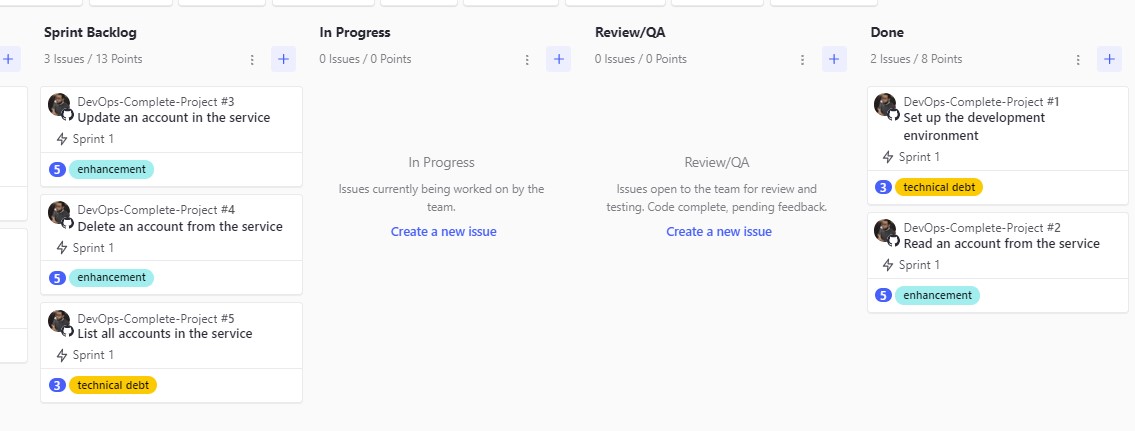 Sprint Backlog
3 Issues / 13 Points
DevOps-Complete-Project #3
Update an account in the service
Sprint 1
5 enhancement
DevOps-Complete-Project #4
Delete an account from the service
Sprint 1
5 enhancement
DevOps-Complete-Project #5
List all accounts in the service
Sprint 1
3 technical debt
In Progress
0 Issues / 0 Points
In Progress
Issues currently being worked on by the
team.
Create a new issue
Review/QA
0 Issues / 0 Points
Review/QA
Issues open to the team for review and
testing. Code complete, pending feedback.
Create a new issue
Done
2 Issues / 8 Points
DevOps-Complete-Project #1
Set up the development
environment
Sprint 1
3 technical debt
DevOps-Complete-Project #2
Read an account from the service
Sprint 1
5 enhancement